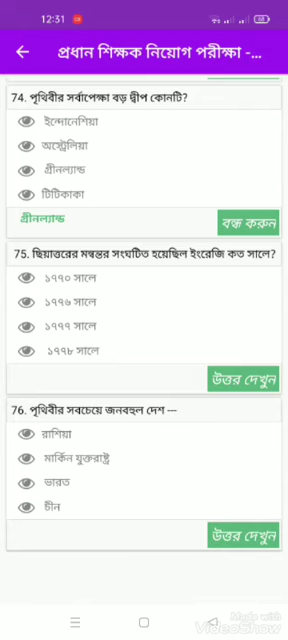 12:31
প্রধান শিক্ষক নিয়োগ পরীক্ষা -...
74. পৃথিবীর সর্বাপেক্ষা বড় দ্বীপ কোনটি?
ইন্দোনেশিয়া
অস্ট্রেলিয়া
গ্রীনল্যান্ড
টিটিকাকা
গ্রীনল্যান্ড
বন্ধ করুন
75. ছিয়াত্তরের মন্বন্তর সংঘটিত হয়েছিল ইংরেজি কত সালে?
১৭৭০ সালে
১৭৭৬ সালে
১৭৭৭ সালে
১৭৭৮ সালে
উত্তর দেখুন
76. পৃথিবীর সবচেয়ে জনবহুল দেশ ---
রাশিয়া
মার্কিন যুক্তরাষ্ট্র
ভারত
চীন
উত্তর দেখুন
Made with
VideoShow